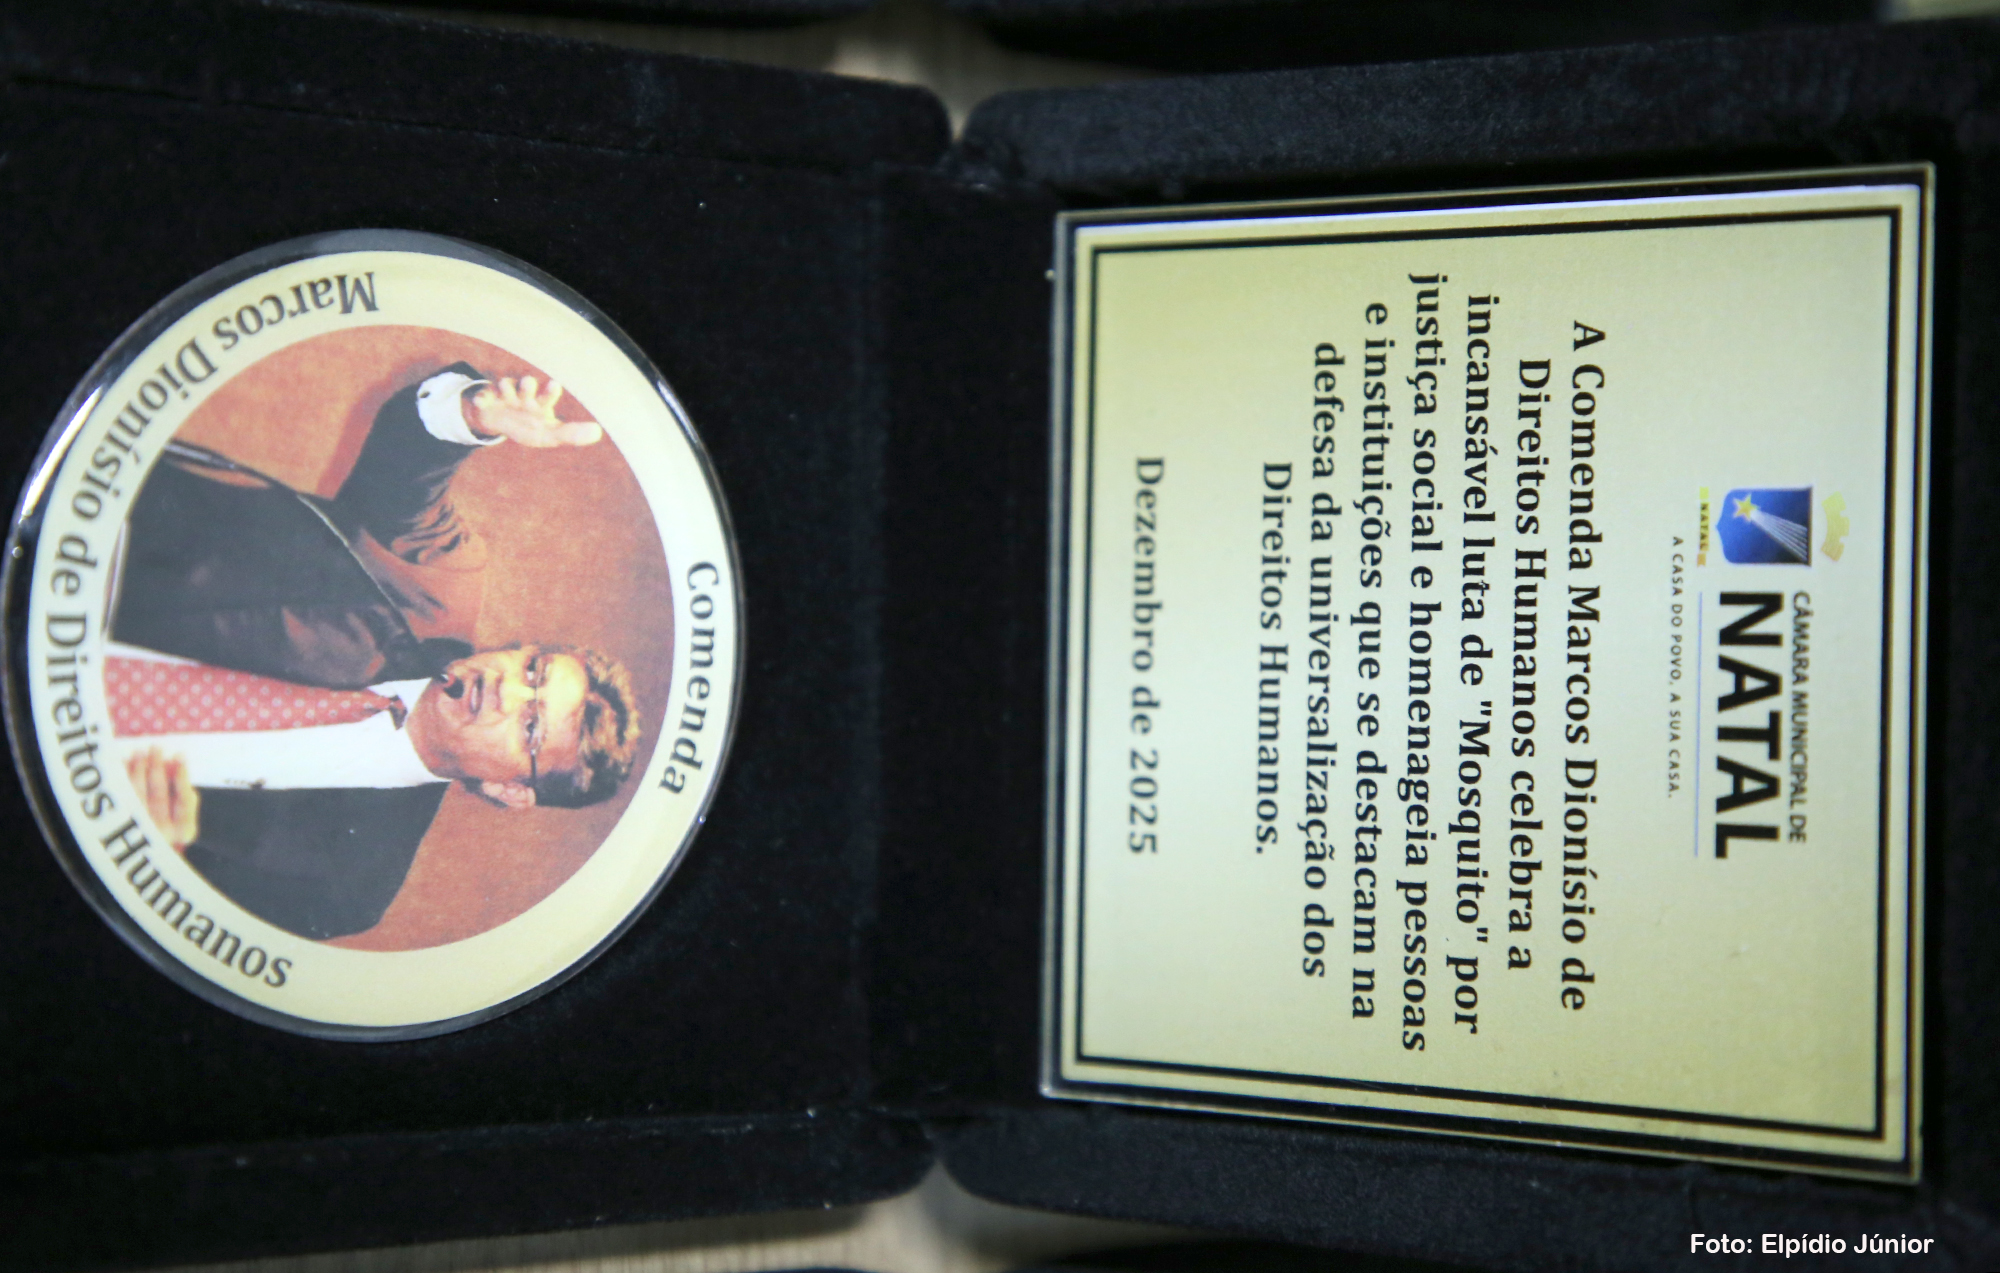 Comenda
Marcos Dionísio de Direitos Humanos
CÂMARA MUNICIPAL DE
NATAL
A CASA DO POVO, A SUA CASA.
A Comenda Marcos Dionísio de
Direitos Humanos celebra a
incansável luta de "Mosquito" por
justiça social e homenageia pessoas
e instituições que se destacam na
defesa da universalização dos
Direitos Humanos.
Dezembro de 2025
Foto: Elpídio Júnior